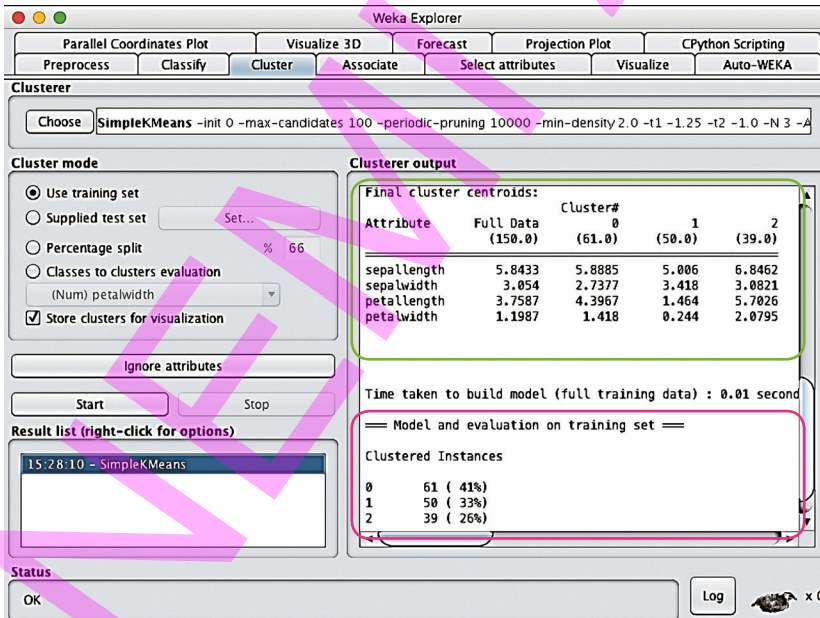 Weka Explorer
Parallel Coordinates Plot Visualize 3D Forecast Projection Plot CPython Scripting
Preprocess Classify Cluster Associate Select attributes Visualize Auto-WEKA
Clusterer
Choose SimpleKMeans -init 0 -max-candidates 100 -periodic-pruning 10000 -min-density 2.0 -t1 -1.25 -t2 -1.0 -N 3 -A
Cluster mode
Use training set
Supplied test set Set...
Percentage split % 66
Classes to clusters evaluation
(Num) petalwidth
Store clusters for visualization
Ignore attributes
Start Stop
Result list (right-click for options)
15:28:10 - SimpleKMeans
Clusterer output
Final cluster centroids:
Cluster#
Attribute Full Data 0 1 2
(150.0) (61.0) (50.0) (39.0)
sepallength 5.8433 5.8885 5.006 6.8462
sepalwidth 3.054 2.7377 3.418 3.0821
petallength 3.7587 4.3967 1.464 5.7026
petalwidth 1.1987 1.418 0.244 2.0795
Time taken to build model (full training data) : 0.01 second
=== Model and evaluation on training set ===
Clustered Instances
0 61 ( 41%)
1 50 ( 33%)
2 39 ( 26%)
Status
OK
Log x 0